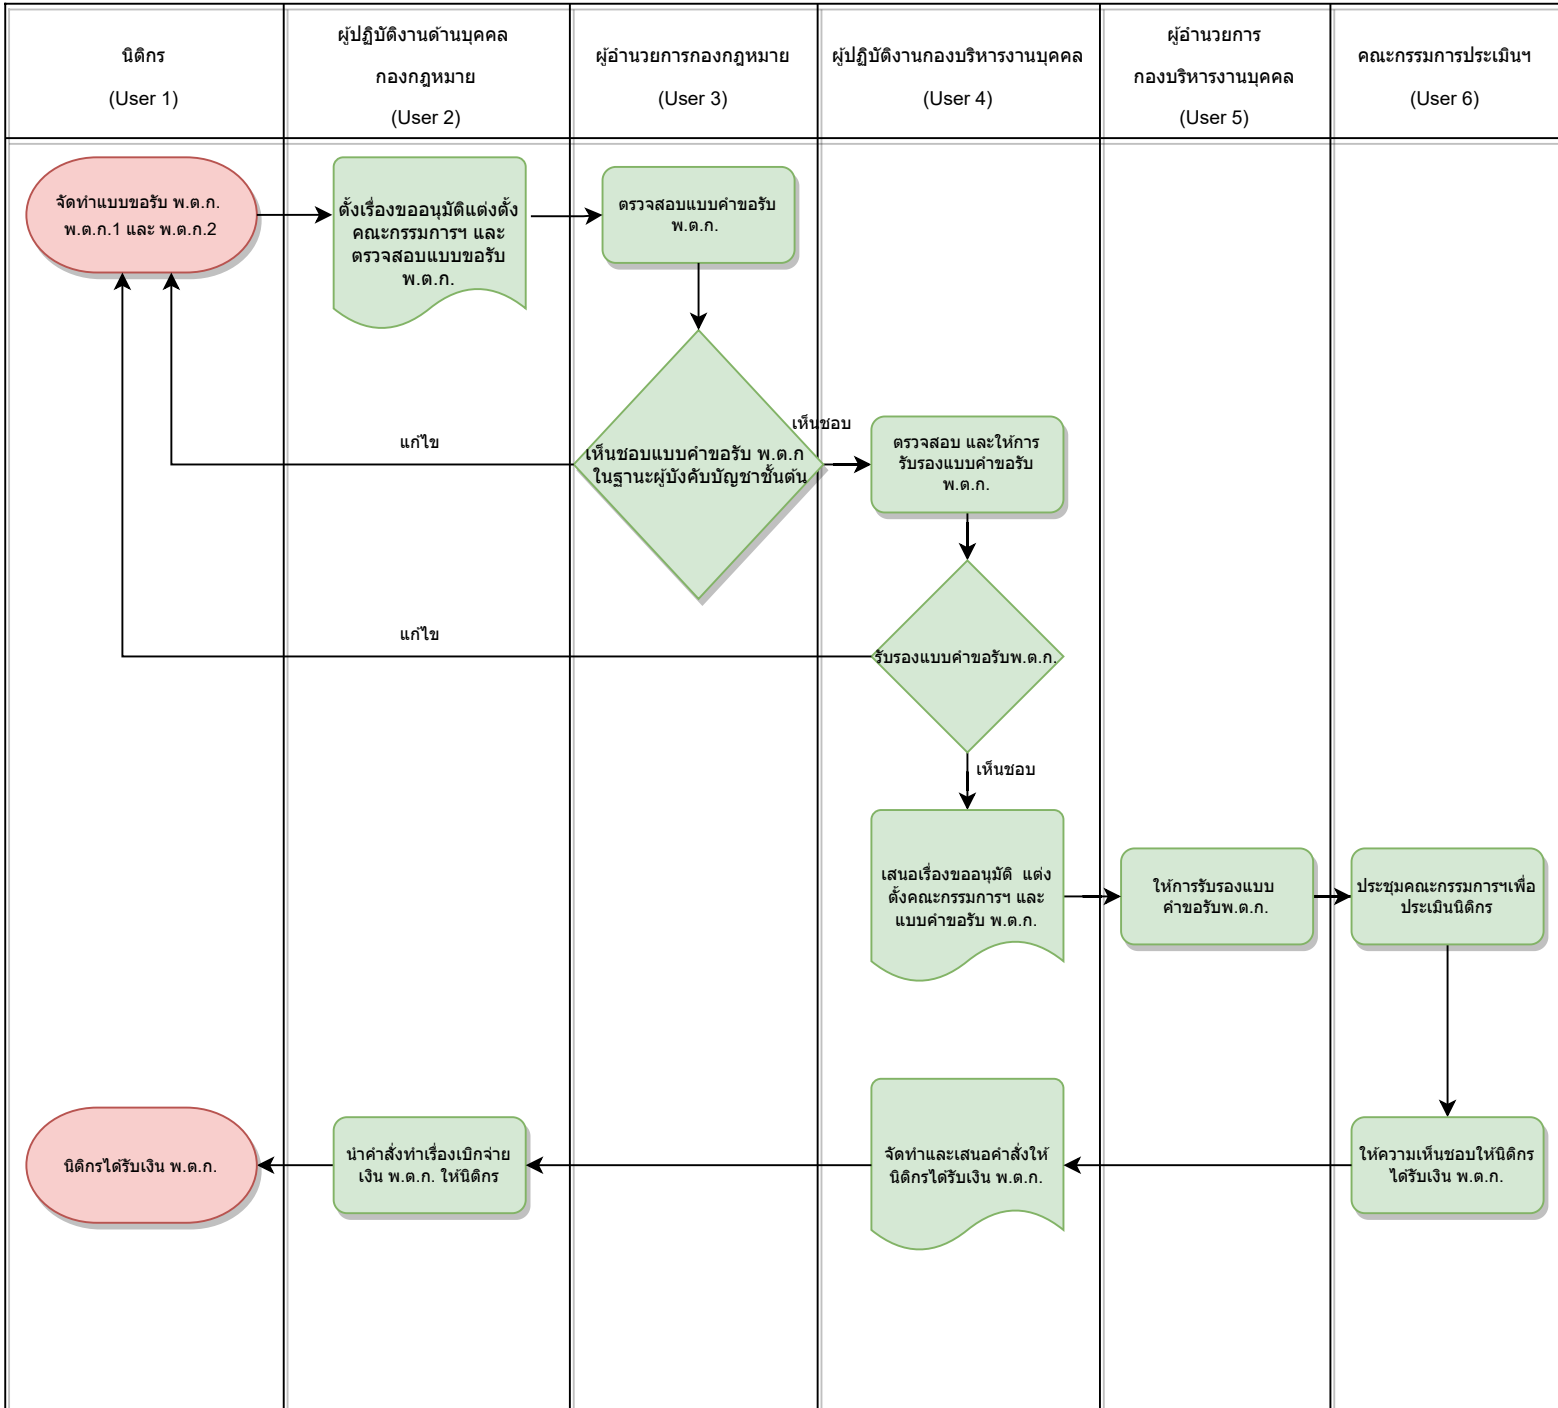 นิติกร
(User 1)
ผู้ปฏิบัติงานด้านบุคคล
กองกฎหมาย
(User 2)
ผู้อำนวยการกองกฎหมาย
(User 3)
ผู้ปฏิบัติงานกองบริหารงานบุคคล
(User 4)
ผู้อำนวยการ
กองบริหารงานบุคคล
(User 5)
คณะกรรมการประเมินฯ
(User 6)
จัดทำแบบขอรับ พ.ต.ก.
พ.ต.ก.1 และ พ.ต.ก.2
ตั้งเรื่องขออนุมัติแต่งตั้ง
คณะกรรมการฯ และ
ตรวจสอบแบบขอรับ
พ.ต.ก.
ตรวจสอบแบบคำขอรับ
พ.ต.ก.
เห็นชอบแบบคำขอรับ พ.ต.ก
ในฐานะผู้บังคับบัญชาชั้นต้น
แก้ไข
เห็นชอบ
ตรวจสอบ และให้การ
รับรองแบบคำขอรับ
พ.ต.ก.
แก้ไข
รับรองแบบคำขอรับพ.ต.ก.
เห็นชอบ
เสนอเรื่องขออนุมัติ แต่ง
ตั้งคณะกรรมการฯ และ
แบบคำขอรับ พ.ต.ก.
ให้การรับรองแบบ
คำขอรับพ.ต.ก.
ประชุมคณะกรรมการฯเพื่อ
ประเมินนิติกร
นิติกรได้รับเงิน พ.ต.ก.
นำคำสั่งทำเรื่องเบิกจ่าย
เงิน พ.ต.ก. ให้นิติกร
จัดทำและเสนอคำสั่งให้
นิติกรได้รับเงิน พ.ต.ก.
ให้ความเห็นชอบให้นิติกร
ได้รับเงิน พ.ต.ก.